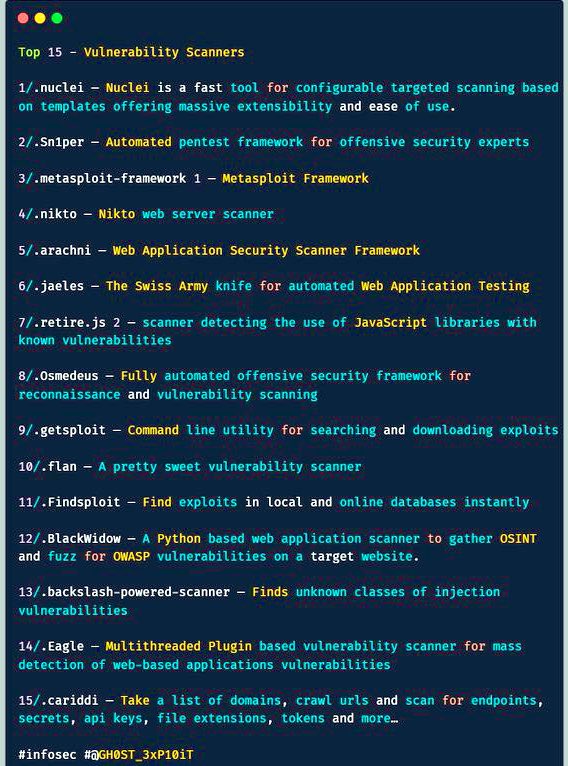 Top 15 - Vulnerability Scanners
1/.nuclei — Nuclei is a fast tool for configurable targeted scanning based
on templates offering massive extensibility and ease of use.
2/.Sn1per — Automated pentest framework for offensive security experts
3/.metasploit-framework 1 — Metasploit Framework
4/.nikto — Nikto web server scanner
5/.arachni — Web Application Security Scanner Framework
6/.jaeles — The Swiss Army knife for automated Web Application Testing
7/.retire.js 2 — scanner detecting the use of JavaScript libraries with
known vulnerabilities
8/.Osmedeus — Fully automated offensive security framework for
reconnaissance and vulnerability scanning
9/.getsploit — Command line utility for searching and downloading exploits
10/.flan — A pretty sweet vulnerability scanner
11/.Findsploit — Find exploits in local and online databases instantly
12/.BlackWidow — A Python based web application scanner to gather OSINT
and fuzz for OWASP vulnerabilities on a target website.
13/.backslash-powered-scanner — Finds unknown classes of injection
vulnerabilities
14/.Eagle — Multithreaded Plugin based vulnerability scanner for mass
detection of web-based applications vulnerabilities
15/.cariddi — Take a list of domains, crawl urls and scan for endpoints,
secrets, api keys, file extensions, tokens and more…
#infosec #@GH0ST_3xP10iT